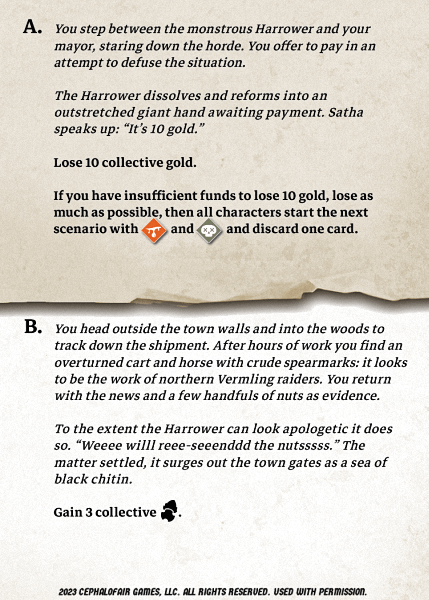 A. You step between the monstrous Harrower and your
mayor, staring down the horde. You offer to pay in an
attempt to defuse the situation.
The Harrower dissolves and reforms into an
outstretched giant hand awaiting payment. Satha
speaks up: “It’s 10 gold.”
Lose 10 collective gold.
If you have insufficient funds to lose 10 gold, lose as
much as possible, then all characters start the next
scenario with and and discard one card.
B. You head outside the town walls and into the woods to
track down the shipment. After hours of work you find an
overturned cart and horse with crude spearmarks: it looks
to be the work of northern Vermling raiders. You return
with the news and a few handfuls of nuts as evidence.
To the extent the Harrower can look apologetic it does
so. “Weeee willl reee-seeenddd the nutsssss.” The
matter settled, it surges out the town gates as a sea of
black chitin.
Gain 3 collective .
2023 CEPHALOFAIR GAMES, LLC. ALL RIGHTS RESERVED. USED WITH PERMISSION.